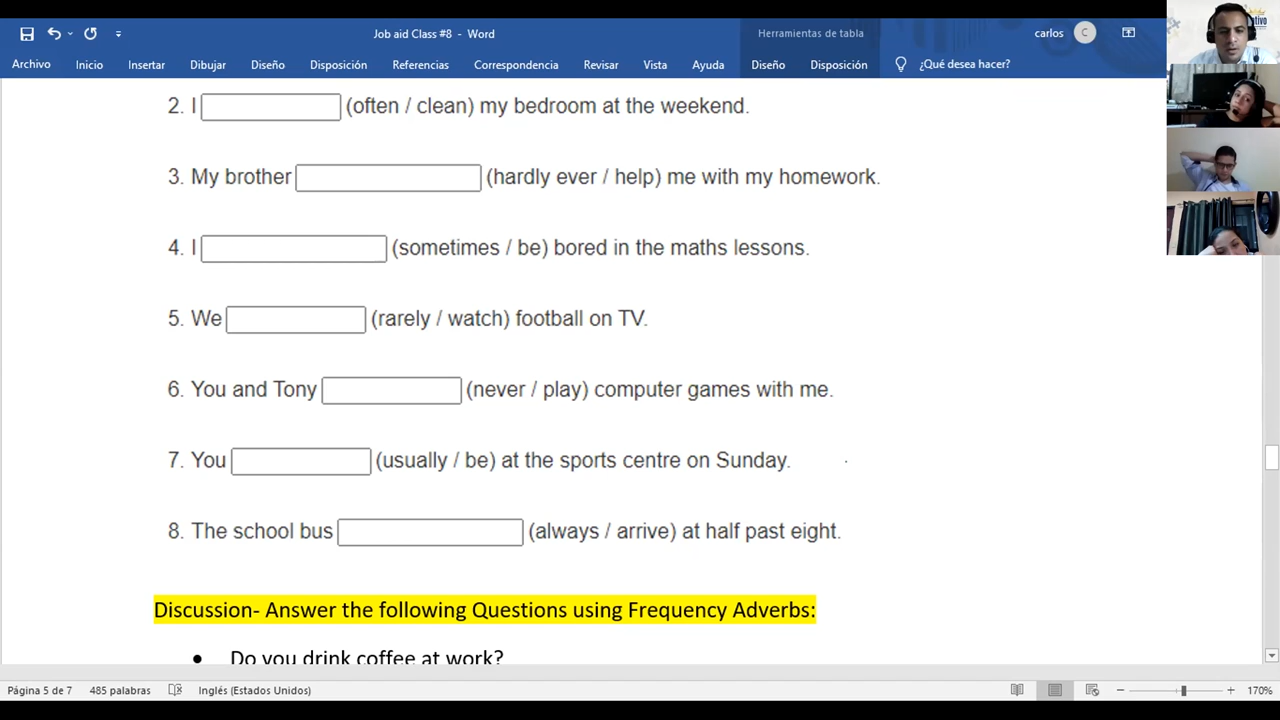 Job aid Class #8 - Word
Herramientas de tabla
carlos
C
Archivo Inicio Insertar Dibujar Diseño Disposición Referencias Correspondencia Revisar Vista Ayuda Diseño Disposición ¿Qué desea hacer?
2. I (often / clean) my bedroom at the weekend.
3. My brother (hardly ever / help) me with my homework.
4. I (sometimes / be) bored in the maths lessons.
5. We (rarely / watch) football on TV.
6. You and Tony (never / play) computer games with me.
7. You (usually / be) at the sports centre on Sunday.
8. The school bus (always / arrive) at half past eight.
Discussion- Answer the following Questions using Frequency Adverbs:
• Do you drink coffee at work?
Página 5 de 7 485 palabras Inglés (Estados Unidos) 170%